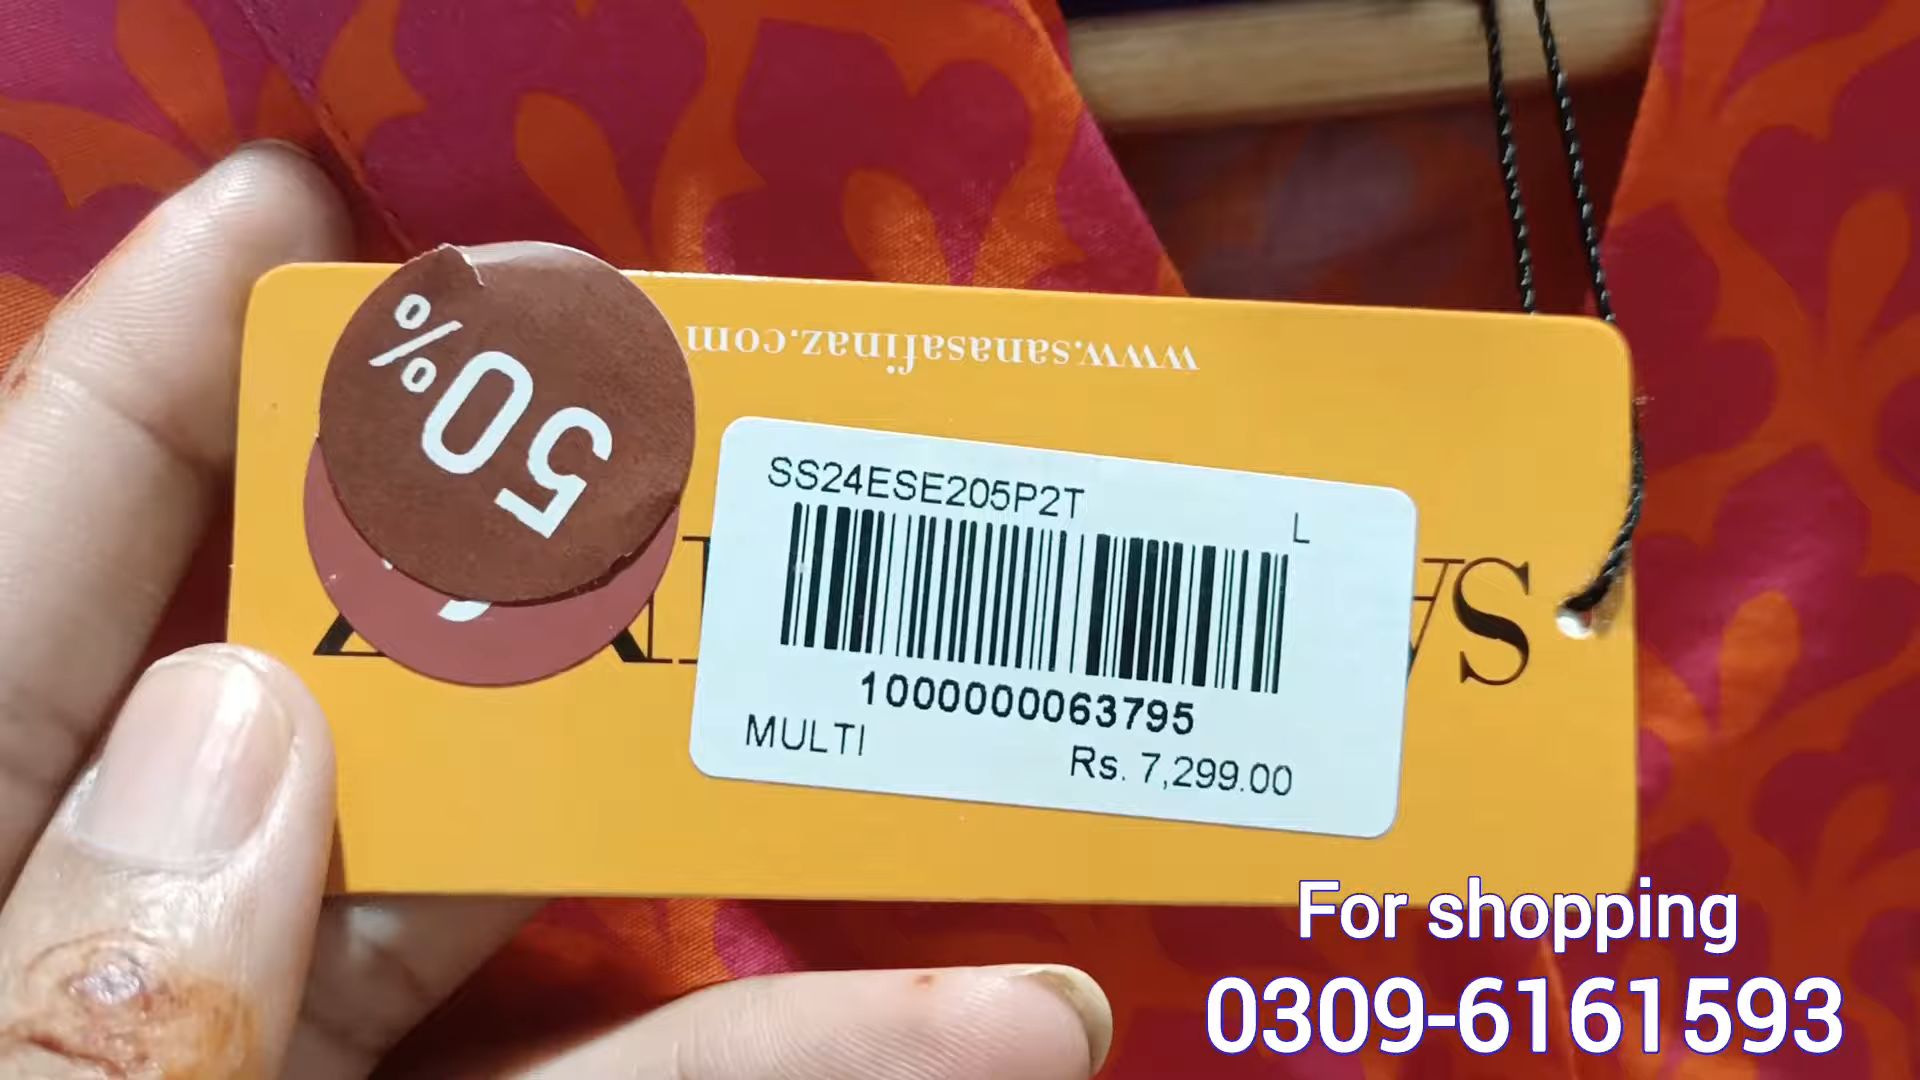 www.sanasafinaz.com
50%
SS24ESE205P2T
L
1000000063795
MULTI
Rs. 7,299.00
For shopping
0309-6161593